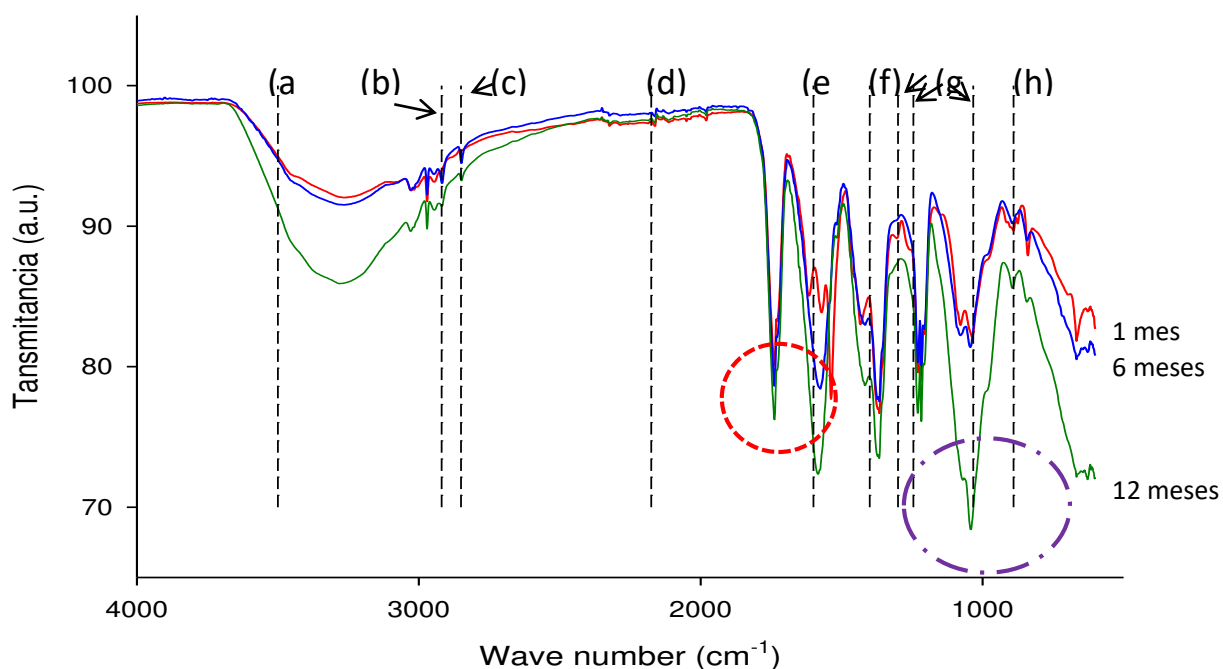 (a
(b)
(c)
(d)
(e
(f)
(g
(h)
100
90
80
70
Tansmitancia (a.u.)
1 mes
6 meses
12 meses
4000
3000
2000
1000
Wave number (cm⁻¹)